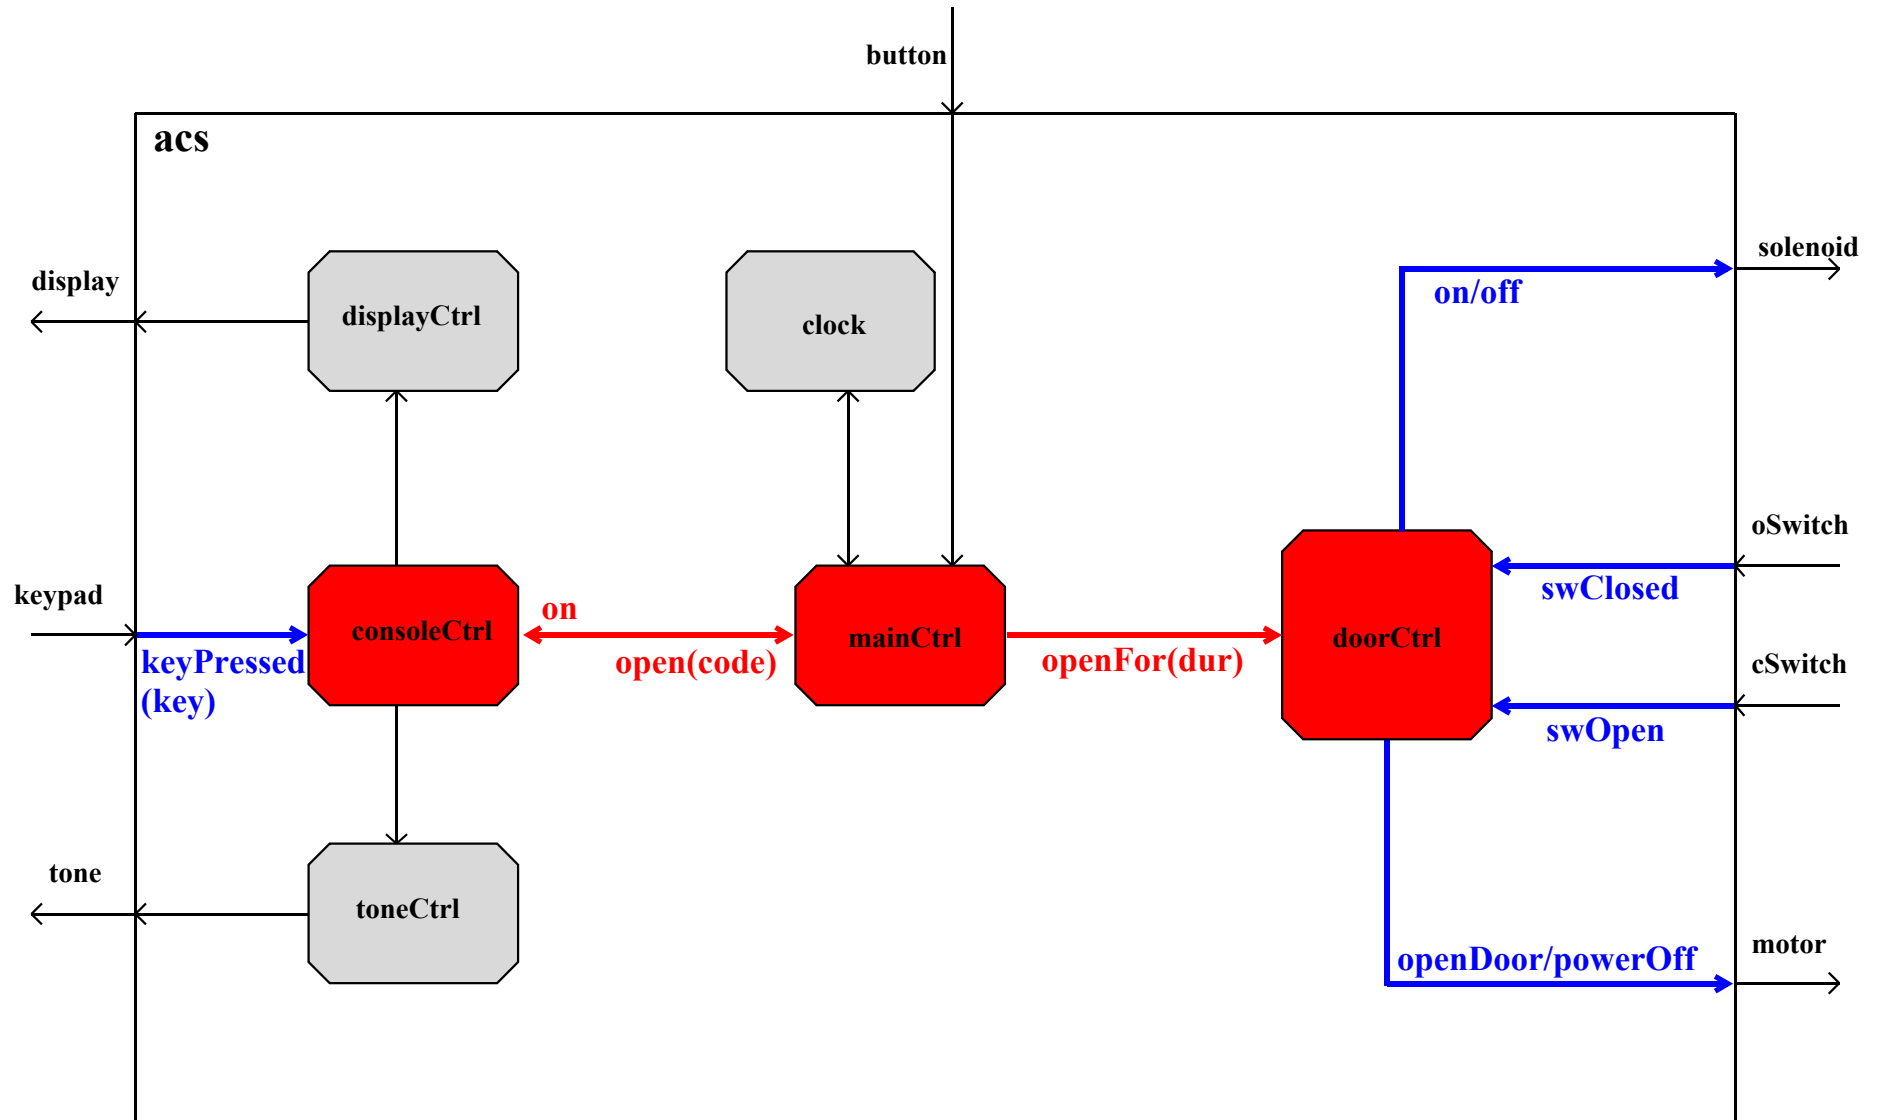 button
acs
solenoid
display
displayCtrl
clock
on/off
oSwitch
swClosed
keypad
on
consoleCtrl
mainCtrl
doorCtrl
keyPressed
(key)
open(code)
openFor(dur)
cSwitch
swOpen
tone
toneCtrl
motor
openDoor/powerOff